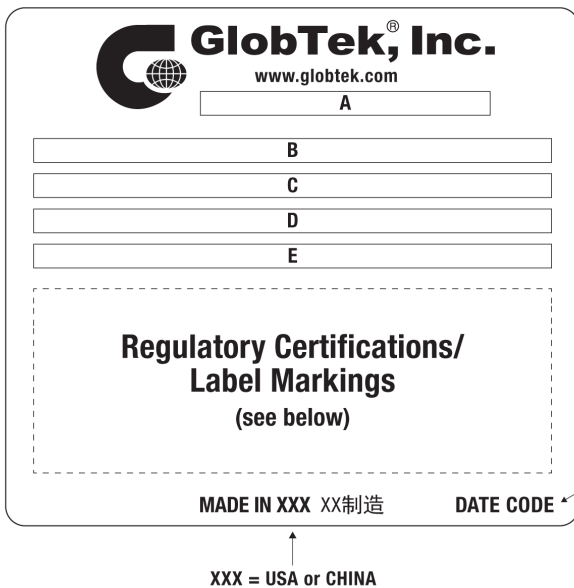 GlobTek®, Inc.
www.globtek.com
A
B
C
D
E
Regulatory Certifications/
Label Markings
(see below)
MADE IN XXX XX制造 DATE CODE
XXX = USA or CHINA